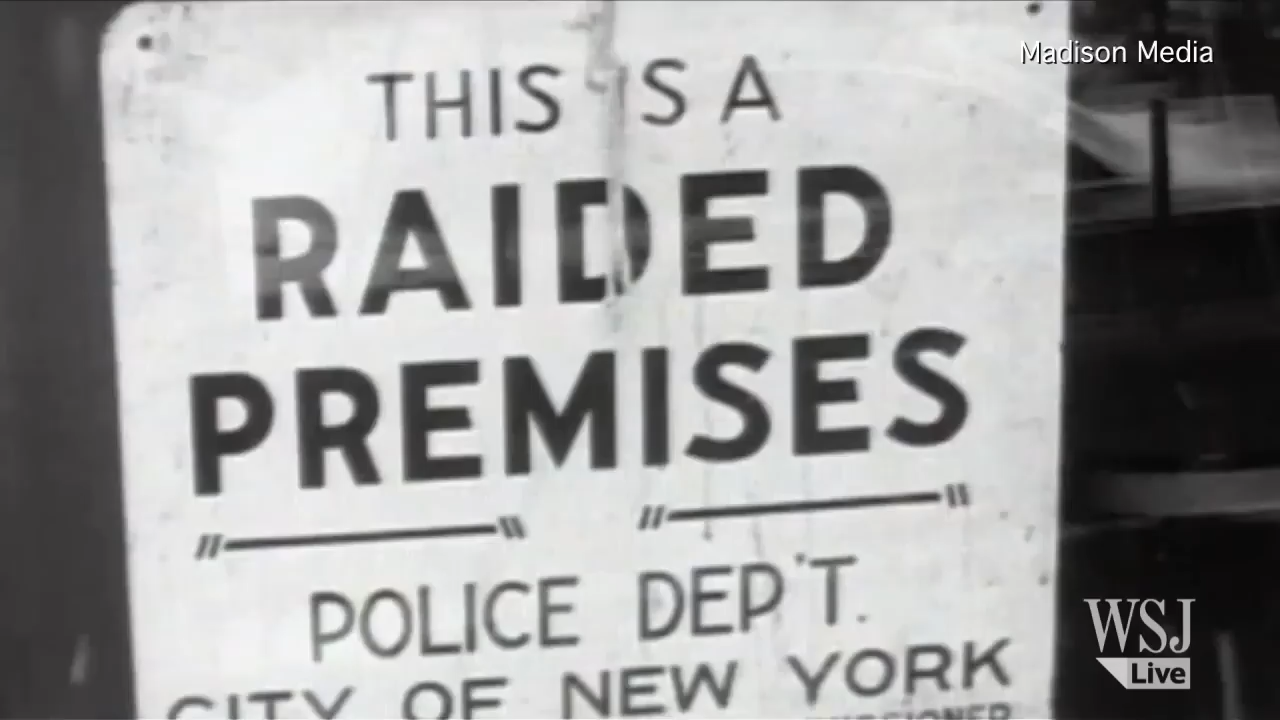 Madison Media
THIS IS A
RAIDED
PREMISES
POLICE DEP'T.
CITY OF NEW YORK
WSJ
Live